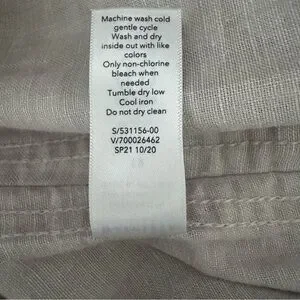 Machine wash cold
gentle cycle
Wash and dry
inside out with like
colors
Only non-chlorine
bleach when
needed
Tumble dry low
Cool iron
Do not dry clean
S/531156-00
V/700026462
SP21 10/20